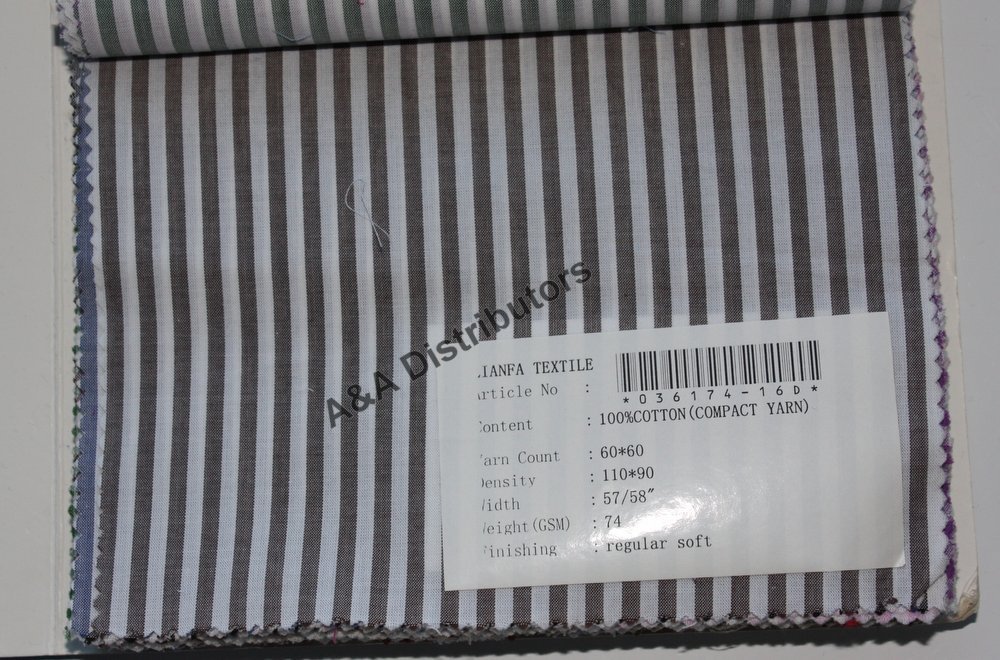 A&A Distributors
IANFA TEXTILE
rticle No :
*036174-16D*
ontent : 100%COTTON(COMPACT YARN)
arn Count : 60*60
ensity : 110*90
idth : 57/58"
eight(GSM) : 74
inishing : regular soft